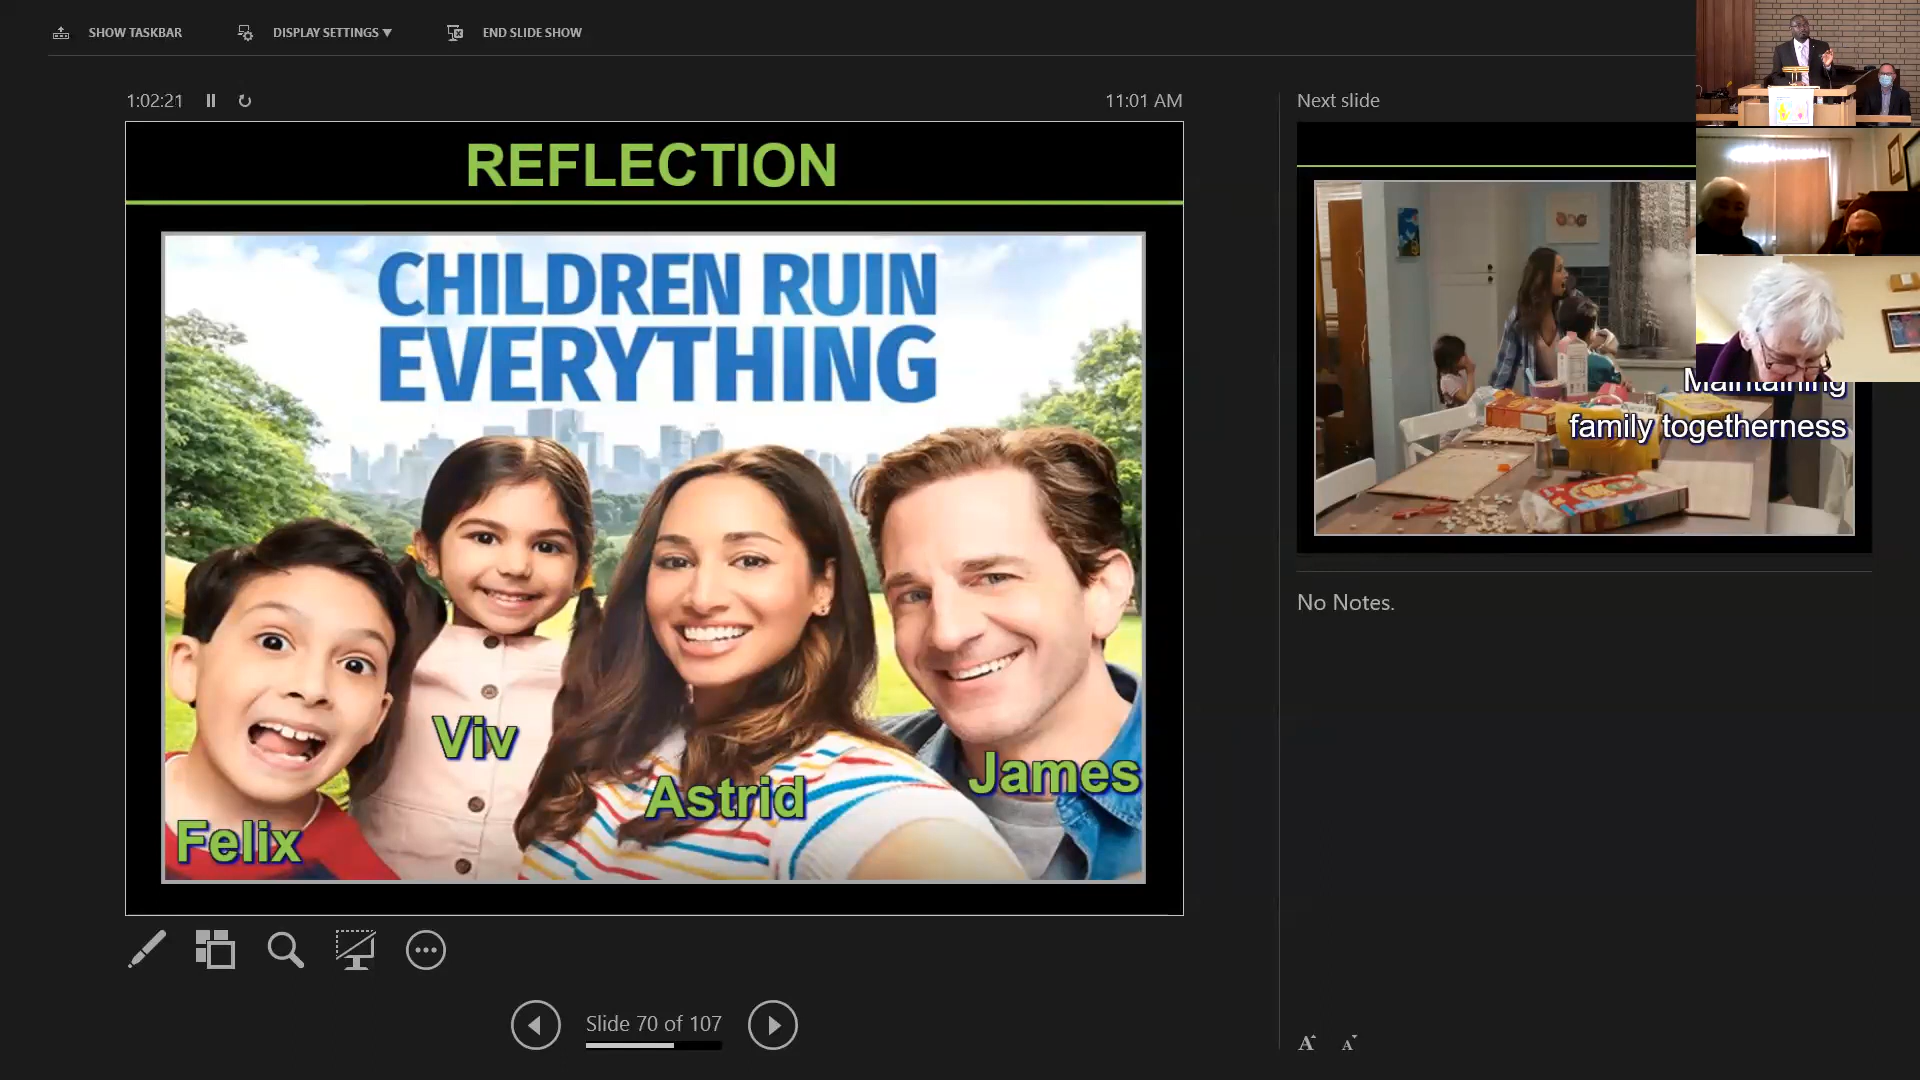 SHOW TASKBAR
DISPLAY SETTINGS ▼
END SLIDE SHOW
1:02:21
11:01 AM
REFLECTION
CHILDREN RUIN
EVERYTHING
Viv
Astrid
James
Felix
Slide 70 of 107
Next slide
Maintaining
family togetherness
No Notes.
A
A